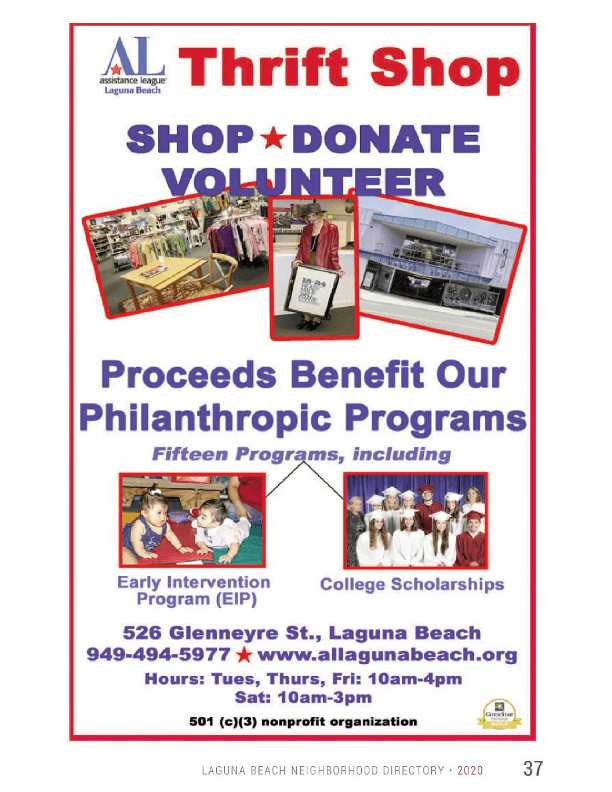 AL
assistance league
Laguna Beach
Thrift Shop
SHOP ★ DONATE
VOLUNTEER
Proceeds Benefit Our
Philanthropic Programs
Fifteen Programs, including
Early Intervention
Program (EIP)
College Scholarships
526 Glenneyre St., Laguna Beach
949-494-5977 ★ www.allagunabeach.org
Hours: Tues, Thurs, Fri: 10am-4pm
Sat: 10am-3pm
501 (c)(3) nonprofit organization
GUIDESTAR
LAGUNA BEACH NEIGHBORHOOD DIRECTORY • 2020 37